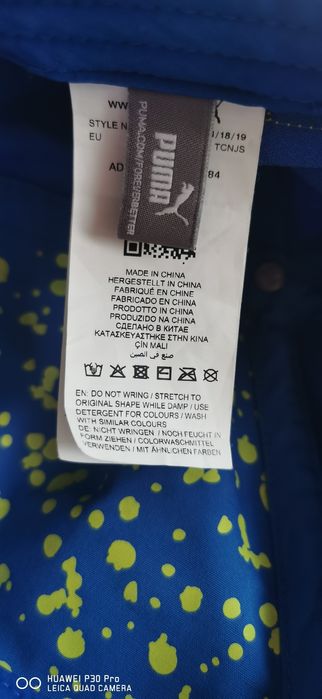 WW
STYLE N
/18/19
EU
TCNJS
AD
84
PUMA
PUMA.COM/FOREVERBETTER
MADE IN CHINA
HERGESTELLT IN CHINA
FABRIQUÉ EN CHINE
FABRICADO EN CHINA
PRODOTTO IN CHINA
PRODUZIDO NA CHINA
СДЕЛАНО В КИТАЕ
ΚΑΤΑΣΚΕΥΑΣΤΗΚΕ ΣΤΗΝ ΚΙΝΑ
ÇİN MALI
صنع في الصين
EN: DO NOT WRING / STRETCH TO
ORIGINAL SHAPE WHILE DAMP / USE
DETERGENT FOR COLOURS / WASH
WITH SIMILAR COLOURS
DE: NICHT WRINGEN / NOCH FEUCHT IN
FORM ZIEHEN / COLORWASCHMITTEL
VERWENDEN / MIT ÄHNLICHEN FARBEN
HUAWEI P30 Pro
LEICA QUAD CAMERA